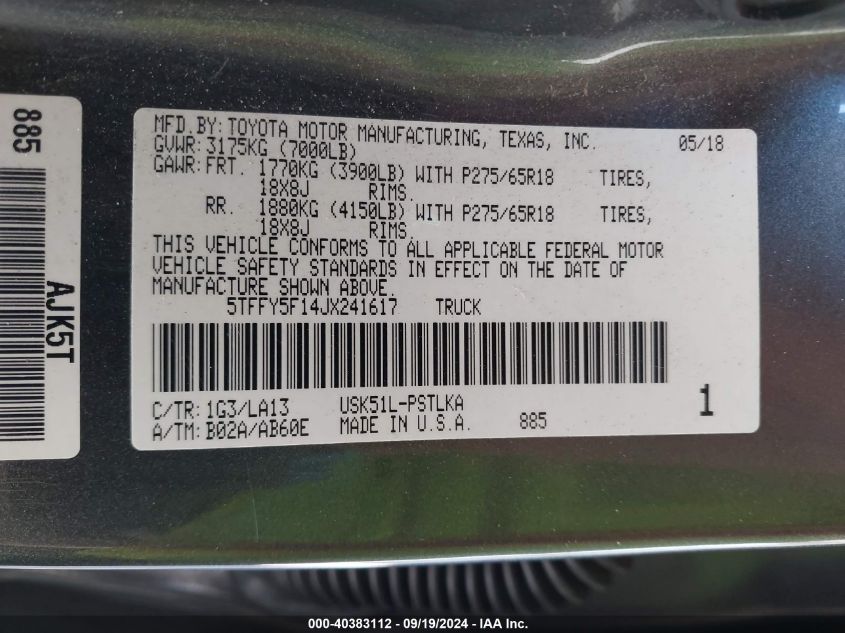 885
AJK5T
MFD.BY:TOYOTA MOTOR MANUFACTURING, TEXAS, INC. 05/18
GVWR:3175KG (7000LB)
GAWR:FRT. 1770KG (3900LB) WITH P275/65R18 TIRES,
18X8J RIMS.
RR. 1880KG (4150LB) WITH P275/65R18 TIRES,
18X8J RIMS.
THIS VEHICLE CONFORMS TO ALL APPLICABLE FEDERAL MOTOR
VEHICLE SAFETY STANDARDS IN EFFECT ON THE DATE OF
MANUFACTURE SHOWN ABOVE.
5TFFY5F14JX241617 TRUCK
C/TR:1G3/LA13 USK51L-PSTLKA 1
A/TM:B02A/AB60E MADE IN U.S.A. 885
000-40383112 - 09/19/2024 - IAA Inc.